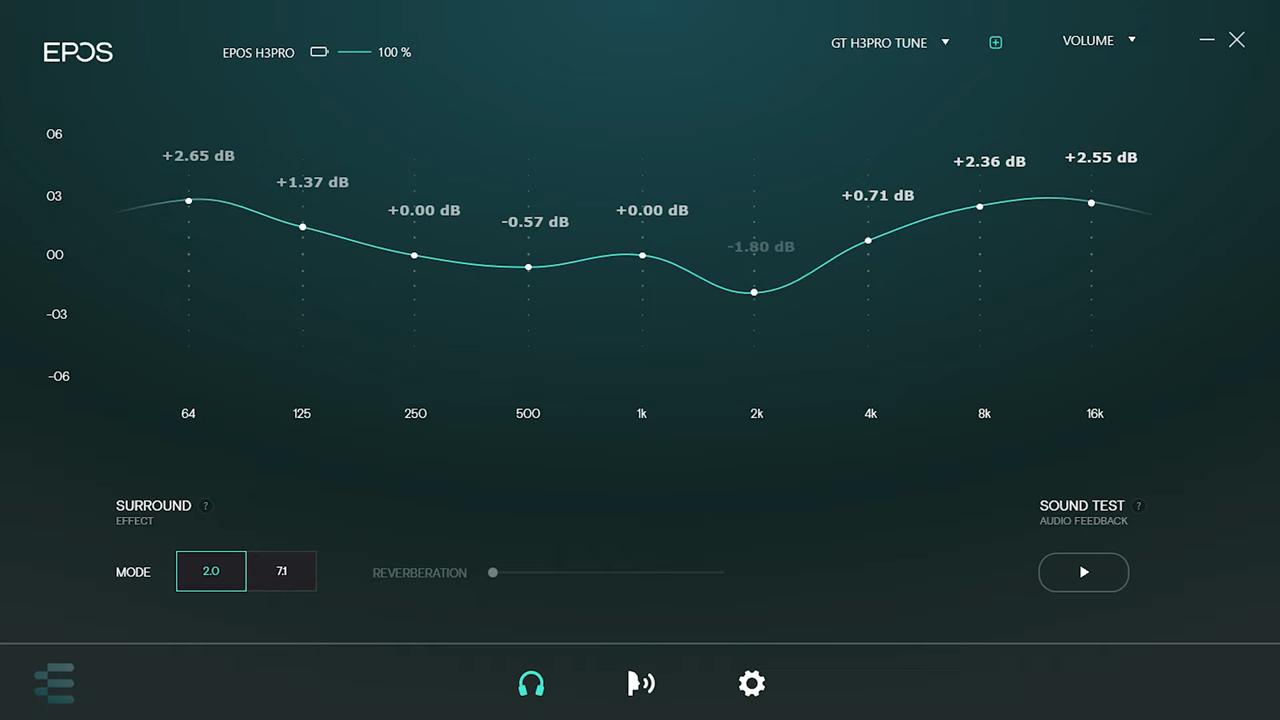 EPOS
EPOS H3PRO 100 %
GT H3PRO TUNE
VOLUME
06
03
00
-03
-06
+2.65 dB
+1.37 dB
+0.00 dB
-0.57 dB
+0.00 dB
-1.80 dB
+0.71 dB
+2.36 dB
+2.55 dB
64 125 250 500 1k 2k 4k 8k 16k
SURROUND ?
EFFECT
MODE 2.0 7.1
REVERBERATION
SOUND TEST ?
AUDIO FEEDBACK